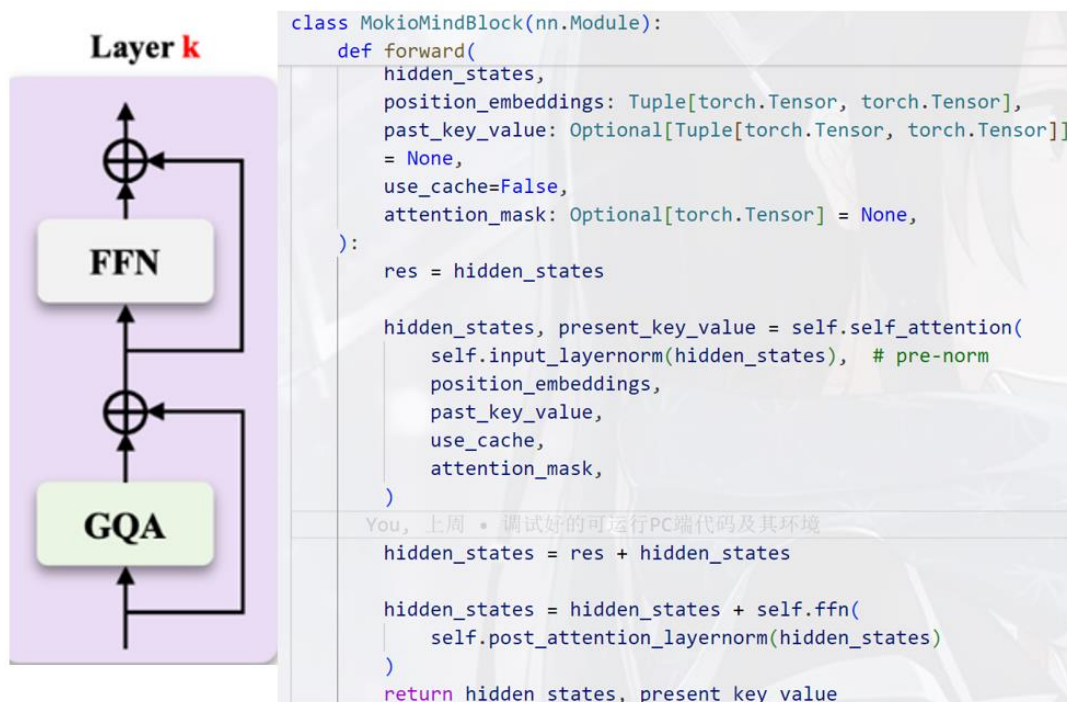 Layer k
FFN
GQA
class MokioMindBlock(nn.Module):
    def forward(
        hidden_states,
        position_embeddings: Tuple[torch.Tensor, torch.Tensor],
        past_key_value: Optional[Tuple[torch.Tensor, torch.Tensor]]
        = None,
        use_cache=False,
        attention_mask: Optional[torch.Tensor] = None,
    ):
        res = hidden_states
        hidden_states, present_key_value = self.self_attention(
            self.input_layernorm(hidden_states),  # pre-norm
            position_embeddings,
            past_key_value,
            use_cache,
            attention_mask,
        )
You, 上周 • 调试好的可运行PC端代码及其环境
        hidden_states = res + hidden_states
        hidden_states = hidden_states + self.ffn(
            self.post_attention_layernorm(hidden_states)
        )
        return hidden_states, present_key_value